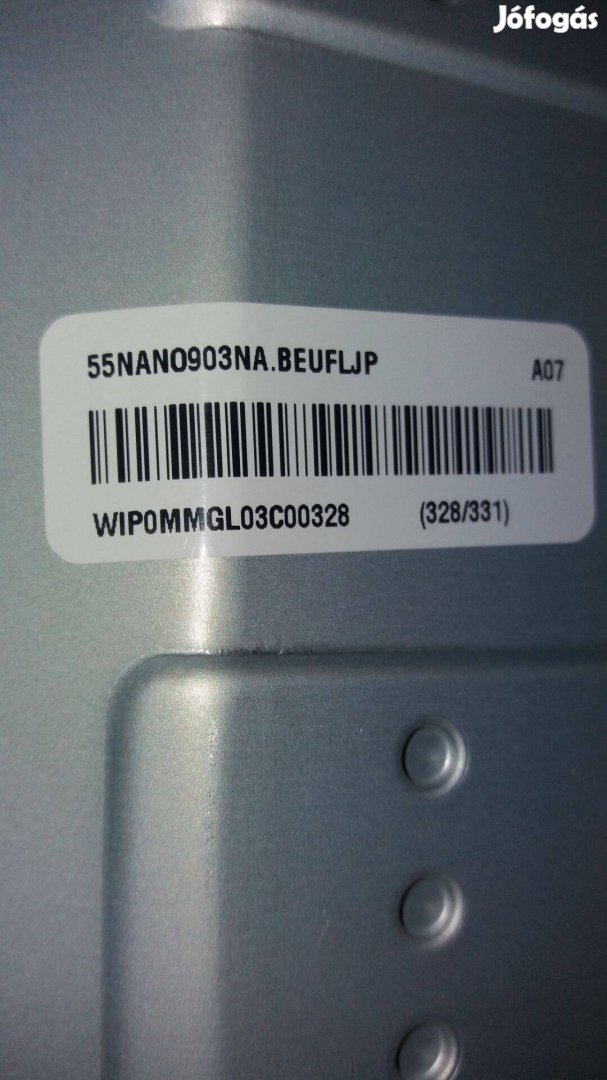 Jófogás
55NANO903NA.BEUFLJP A07
WIP0MMGL03C00328 (328/331)